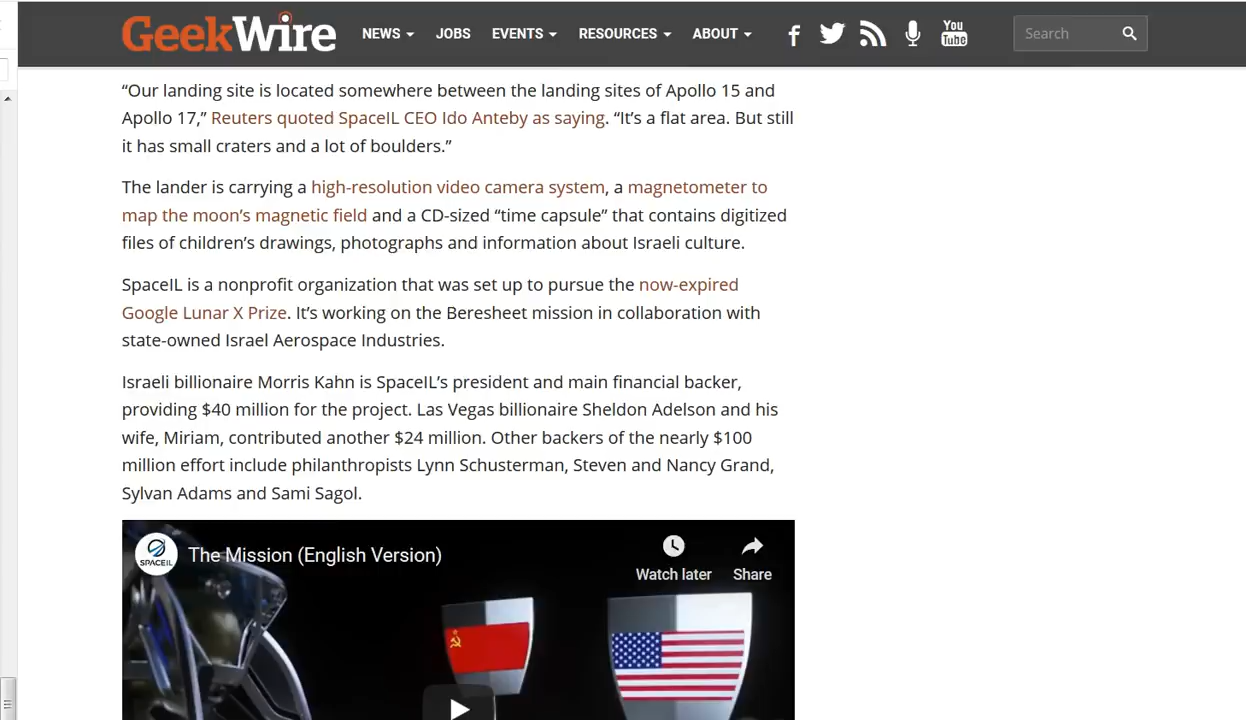 GeekWire NEWS JOBS EVENTS RESOURCES ABOUT You Tube Search
“Our landing site is located somewhere between the landing sites of Apollo 15 and
Apollo 17,” Reuters quoted SpaceIL CEO Ido Anteby as saying. “It’s a flat area. But still
it has small craters and a lot of boulders.”
The lander is carrying a high-resolution video camera system, a magnetometer to
map the moon’s magnetic field and a CD-sized “time capsule” that contains digitized
files of children’s drawings, photographs and information about Israeli culture.
SpaceIL is a nonprofit organization that was set up to pursue the now-expired
Google Lunar X Prize. It’s working on the Beresheet mission in collaboration with
state-owned Israel Aerospace Industries.
Israeli billionaire Morris Kahn is SpaceIL’s president and main financial backer,
providing $40 million for the project. Las Vegas billionaire Sheldon Adelson and his
wife, Miriam, contributed another $24 million. Other backers of the nearly $100
million effort include philanthropists Lynn Schusterman, Steven and Nancy Grand,
Sylvan Adams and Sami Sagol.
SPACEIL The Mission (English Version)
Watch later Share